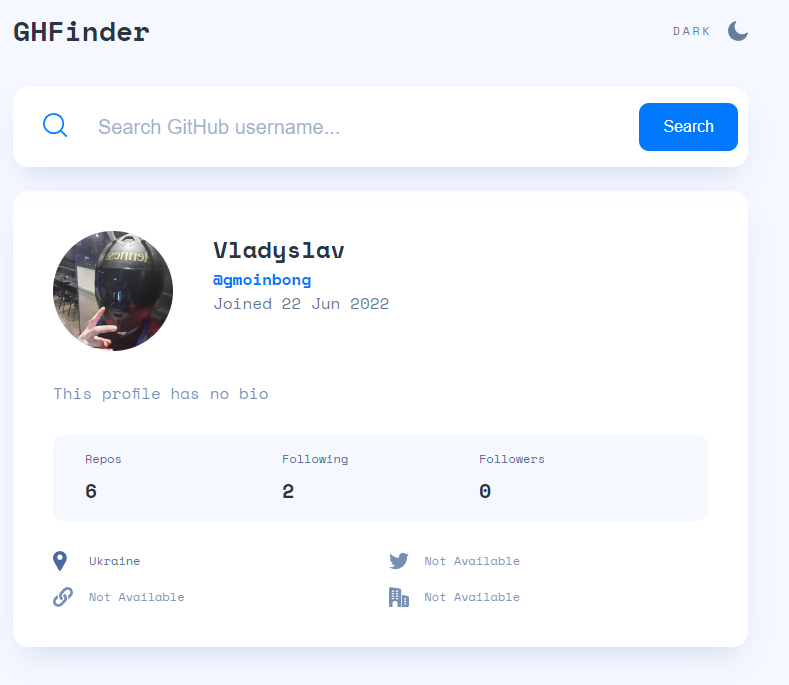 GHFinder
DARK
Search GitHub username...
Search
Vladyslav
@gmoinbong
Joined 22 Jun 2022
This profile has no bio
Repos Following Followers
6 2 0
Ukraine Not Available
Not Available Not Available